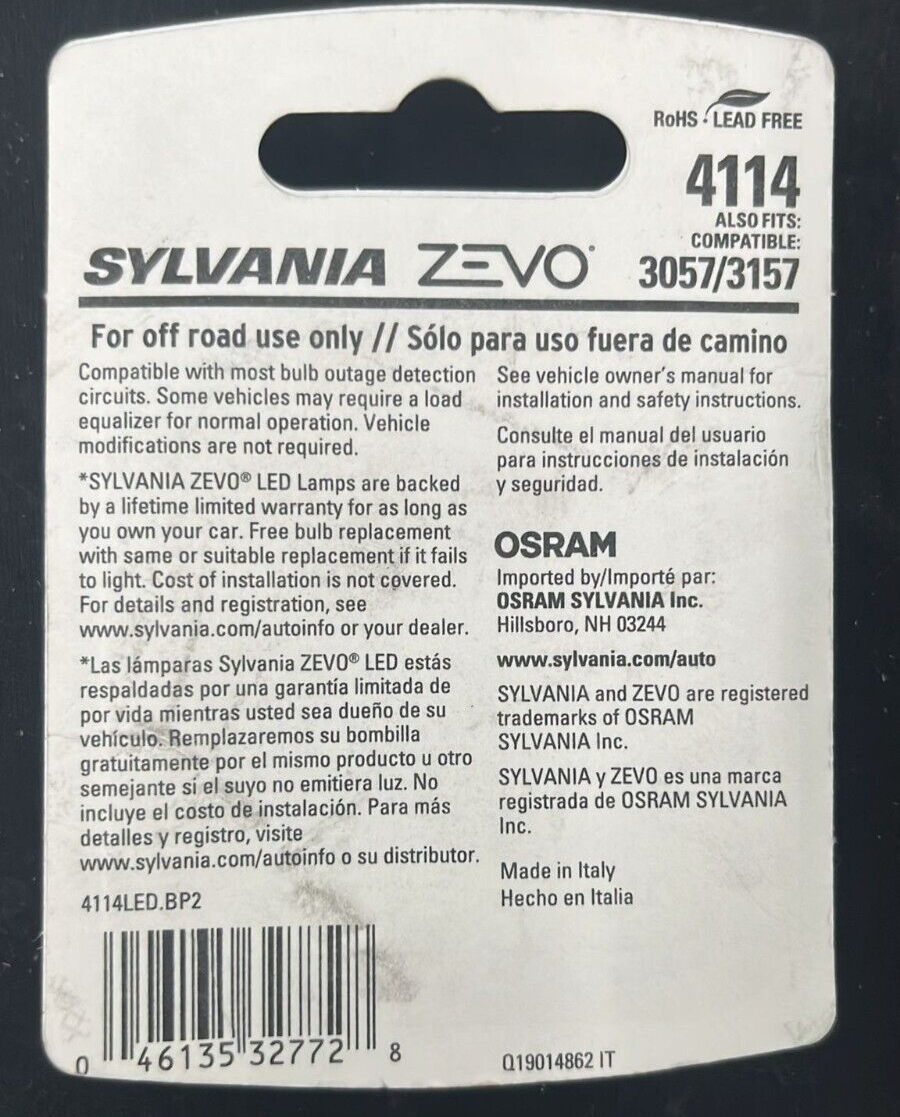 RoHS · LEAD FREE
4114
ALSO FITS:
COMPATIBLE:
3057/3157
SYLVANIA ZEVO®
For off road use only // Sólo para uso fuera de camino
Compatible with most bulb outage detection
circuits. Some vehicles may require a load
equalizer for normal operation. Vehicle
modifications are not required.
*SYLVANIA ZEVO® LED Lamps are backed
by a lifetime limited warranty for as long as
you own your car. Free bulb replacement
with same or suitable replacement if it fails
to light. Cost of installation is not covered.
For details and registration, see
www.sylvania.com/autoinfo or your dealer.
*Las lámparas Sylvania ZEVO® LED estás
respaldadas por una garantía limitada de
por vida mientras usted sea dueño de su
vehículo. Remplazaremos su bombilla
gratuitamente por el mismo producto u otro
semejante si el suyo no emitiera luz. No
incluye el costo de instalación. Para más
detalles y registro, visite
www.sylvania.com/autoinfo o su distributor.
4114LED.BP2
0 46135 32772 8
See vehicle owner's manual for
installation and safety instructions.
Consulte el manual del usuario
para instrucciones de instalación
y seguridad.
OSRAM
Imported by/Importé par:
OSRAM SYLVANIA Inc.
Hillsboro, NH 03244
www.sylvania.com/auto
SYLVANIA and ZEVO are registered
trademarks of OSRAM
SYLVANIA Inc.
SYLVANIA y ZEVO es una marca
registrada de OSRAM SYLVANIA
Inc.
Made in Italy
Hecho en Italia
Q19014862 IT